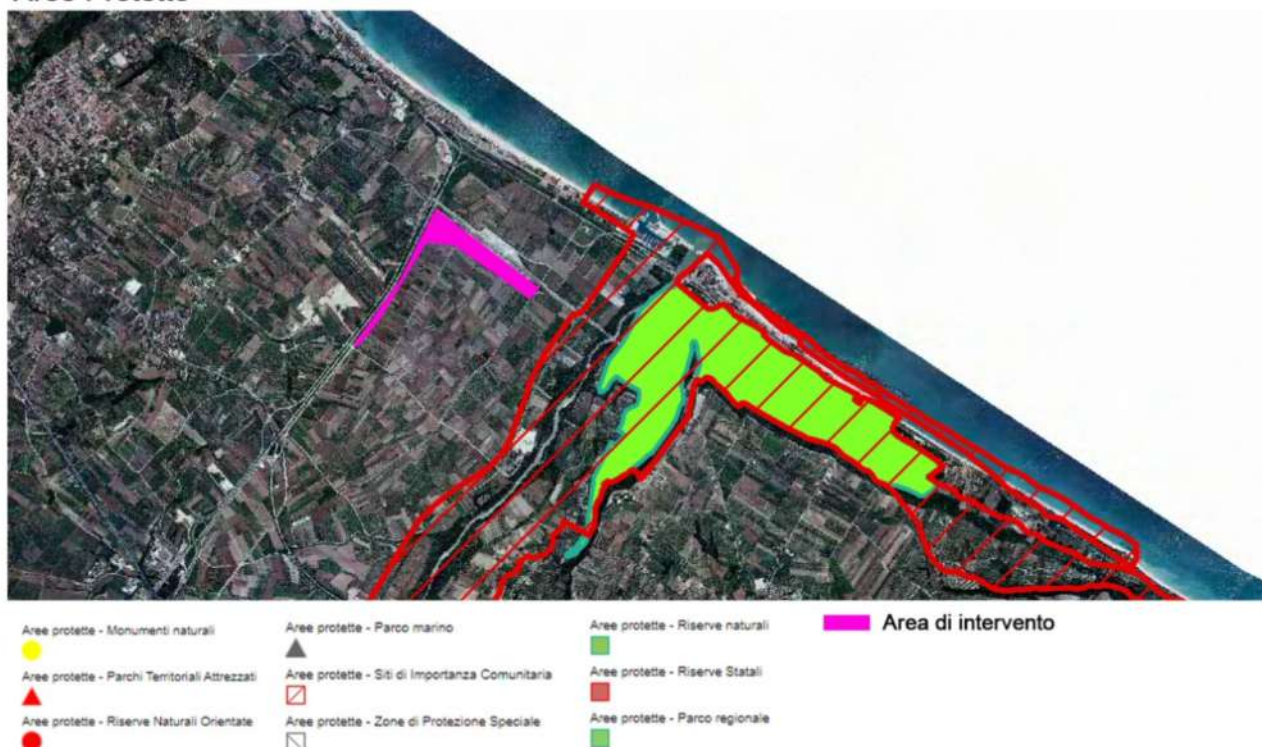 Aree Protette
Aree protette - Monumenti naturali
Aree protette - Parchi Territoriali Attrezzati
Aree protette - Riserve Naturali Orientate
Aree protette - Parco marino
Aree protette - Siti di Importanza Comunitaria
Aree protette - Zone di Protezione Speciale
Aree protette - Riserve naturali
Aree protette - Riserve Statali
Aree protette - Parco regionale
Area di intervento